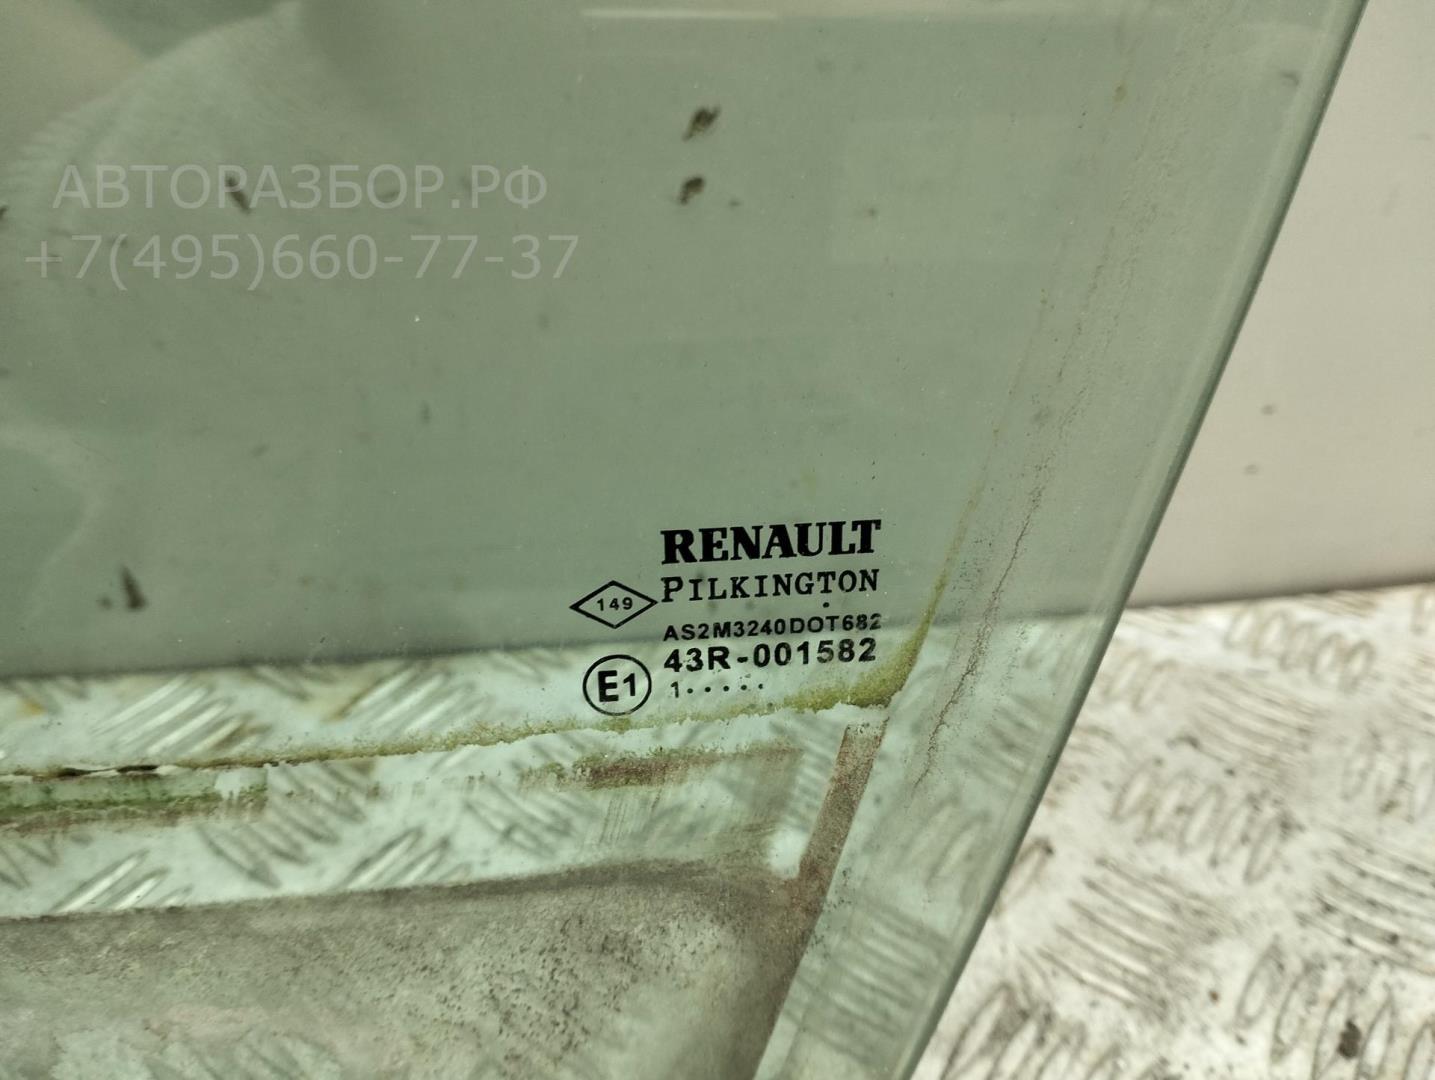 АВТОРАЗБОР.РФ
+7(495)660-77-37
RENAULT
PILKINGTON
149
AS2M3240DOT682
43R-001582
E1
1·····